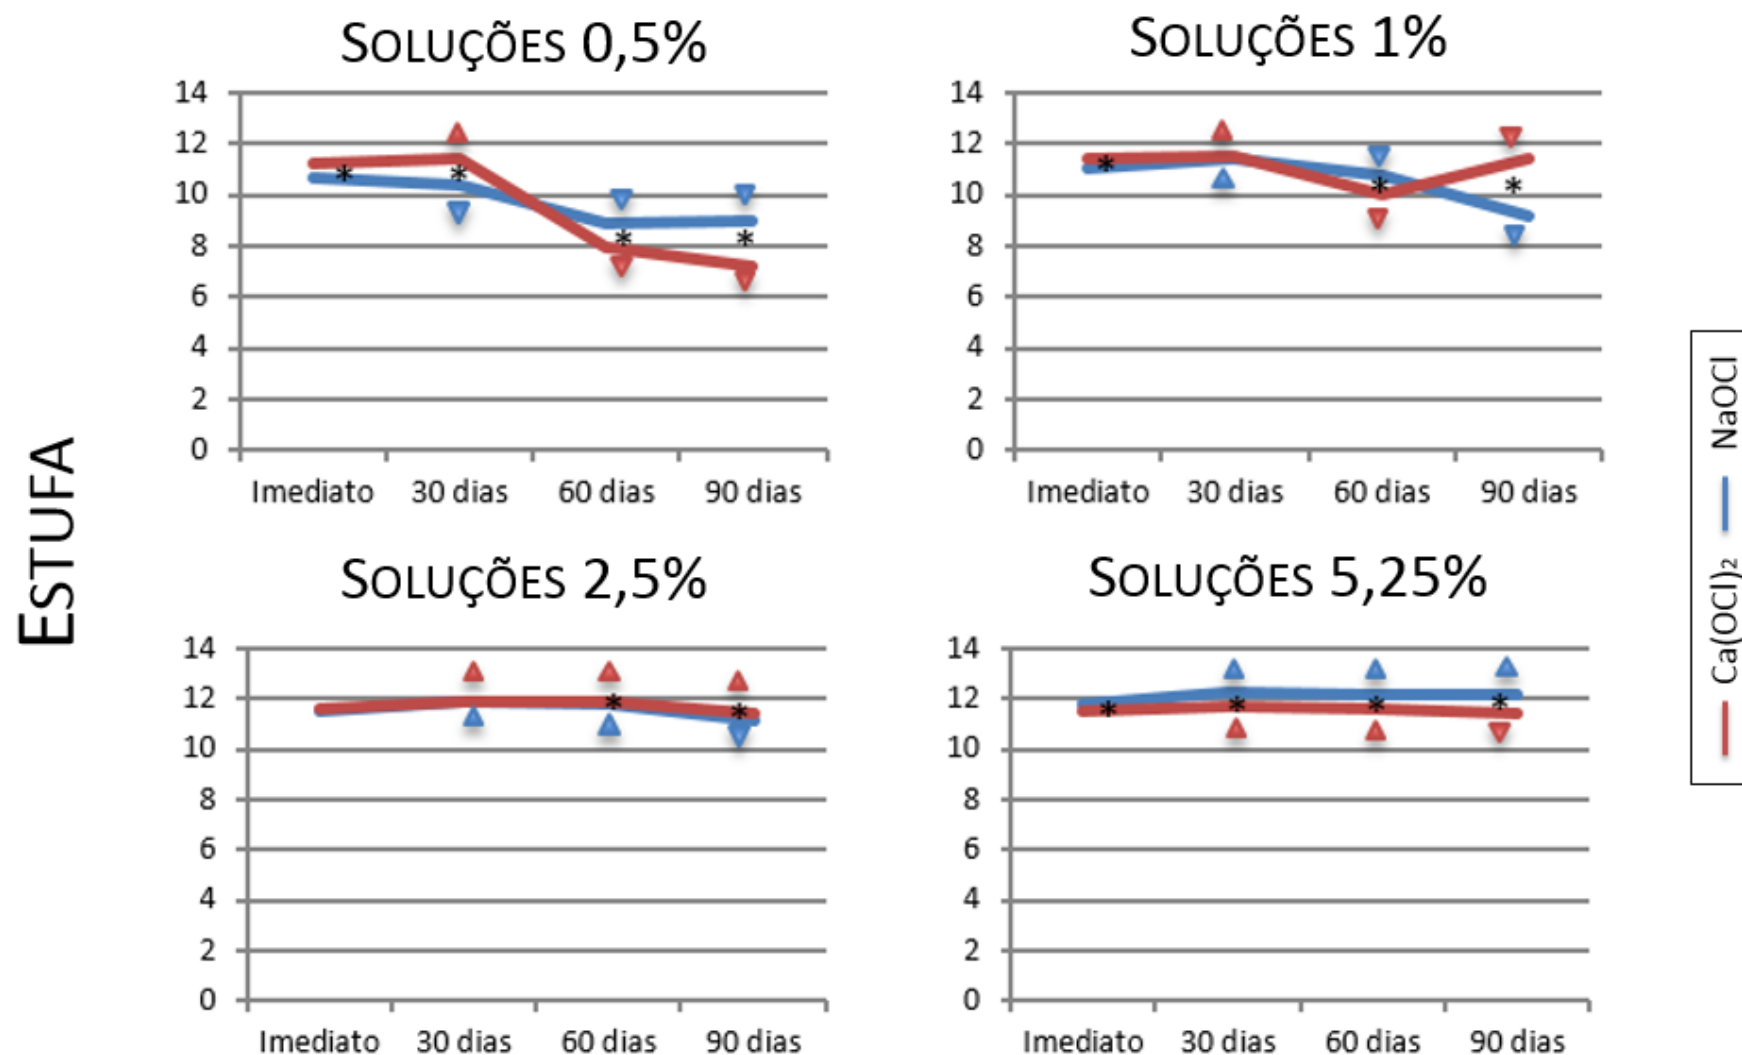 SOLUÇÕES 0,5%
14
12
10
8
6
4
2
0
* * * *
Imediato 30 dias 60 dias 90 dias
SOLUÇÕES 1%
14
12
10
8
6
4
2
0
* * *
Imediato 30 dias 60 dias 90 dias
ESTUFA
SOLUÇÕES 2,5%
14
12
10
8
6
4
2
0
* *
Imediato 30 dias 60 dias 90 dias
SOLUÇÕES 5,25%
14
12
10
8
6
4
2
0
* * * *
Imediato 30 dias 60 dias 90 dias
Ca(OCl)₂ NaOCl